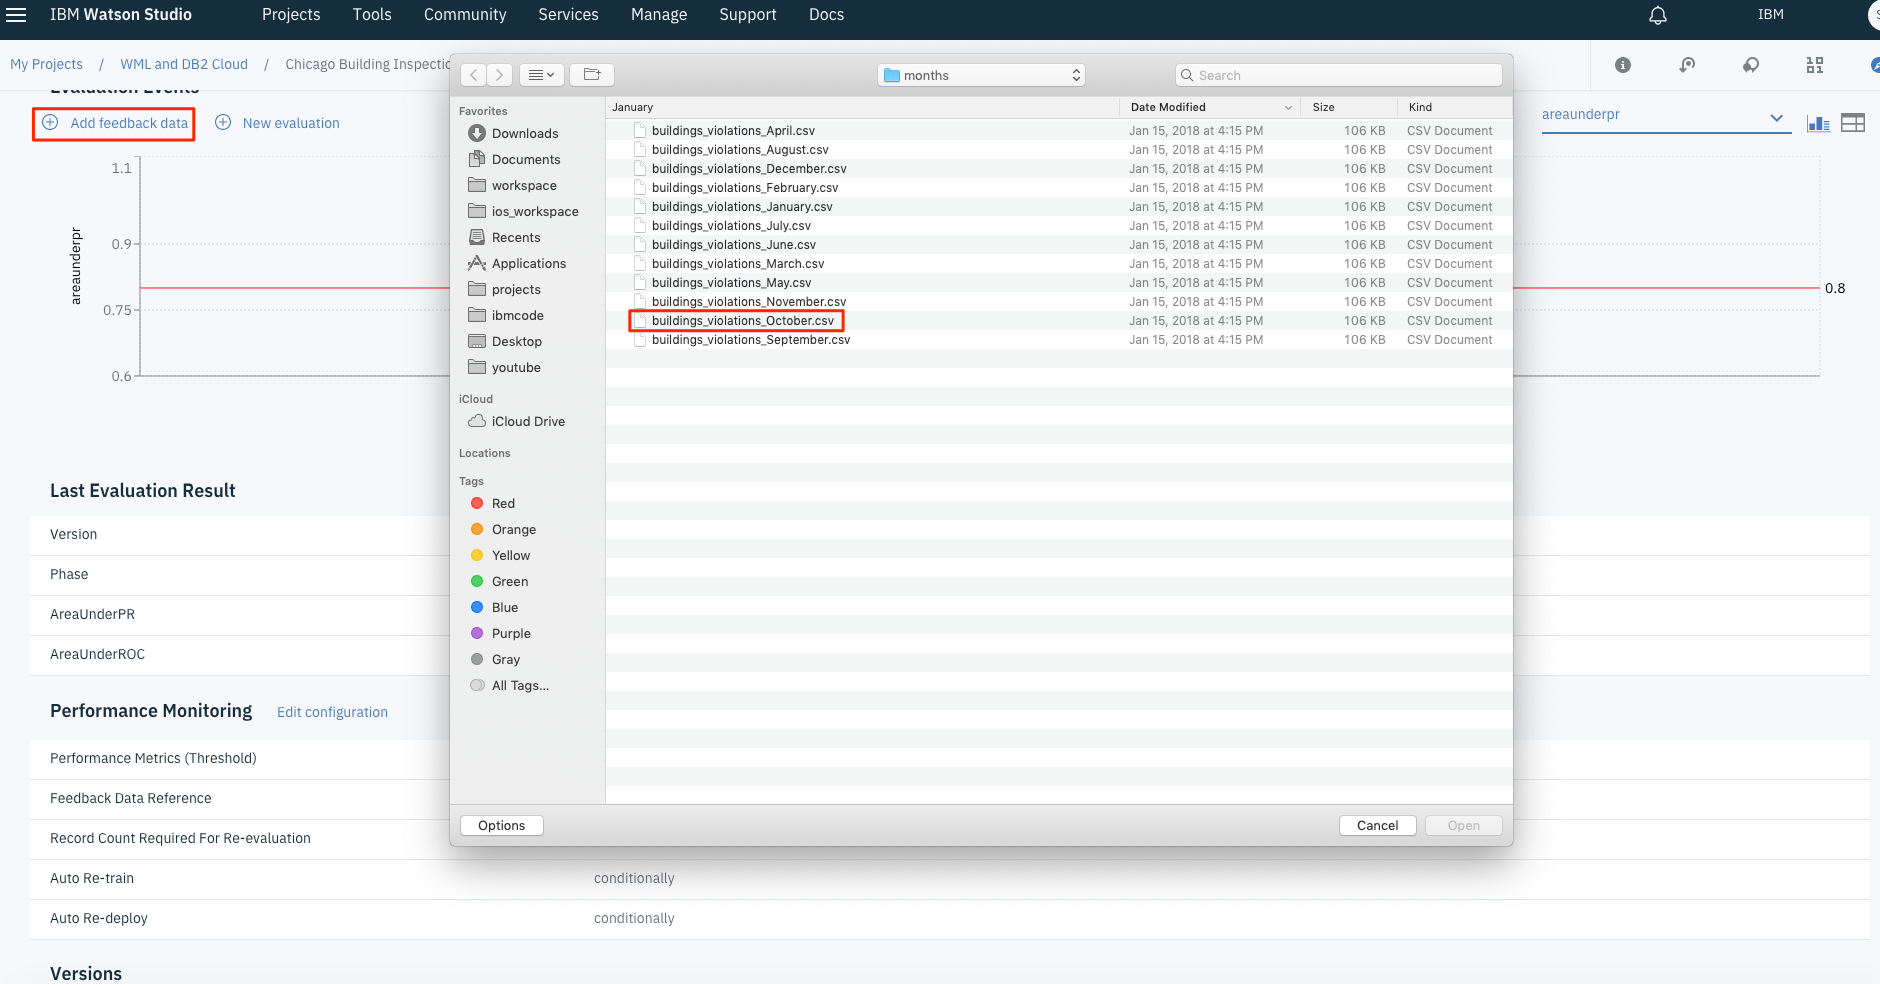 IBM Watson Studio Projects Tools Community Services Manage Support Docs IBM
My Projects / WML and DB2 Cloud / Chicago Building Inspectio
Evaluation Events
Add feedback data New evaluation
areaunderpr
1.1
0.9
0.75
0.6
areaunderpr
0.8
months
Search
Favorites
Downloads
Documents
workspace
ios_workspace
Recents
Applications
projects
ibmcode
Desktop
youtube
iCloud
iCloud Drive
Locations
Tags
Red
Orange
Yellow
Green
Blue
Purple
Gray
All Tags...
January Date Modified Size Kind
buildings_violations_April.csv Jan 15, 2018 at 4:15 PM 106 KB CSV Document
buildings_violations_August.csv Jan 15, 2018 at 4:15 PM 106 KB CSV Document
buildings_violations_December.csv Jan 15, 2018 at 4:15 PM 106 KB CSV Document
buildings_violations_February.csv Jan 15, 2018 at 4:15 PM 106 KB CSV Document
buildings_violations_January.csv Jan 15, 2018 at 4:15 PM 106 KB CSV Document
buildings_violations_July.csv Jan 15, 2018 at 4:15 PM 106 KB CSV Document
buildings_violations_June.csv Jan 15, 2018 at 4:15 PM 106 KB CSV Document
buildings_violations_March.csv Jan 15, 2018 at 4:15 PM 106 KB CSV Document
buildings_violations_May.csv Jan 15, 2018 at 4:15 PM 106 KB CSV Document
buildings_violations_November.csv Jan 15, 2018 at 4:15 PM 106 KB CSV Document
buildings_violations_October.csv Jan 15, 2018 at 4:15 PM 106 KB CSV Document
buildings_violations_September.csv Jan 15, 2018 at 4:15 PM 106 KB CSV Document
Options Cancel Open
Last Evaluation Result
Version
Phase
AreaUnderPR
AreaUnderROC
Performance Monitoring Edit configuration
Performance Metrics (Threshold)
Feedback Data Reference
Record Count Required For Re-evaluation
Auto Re-train conditionally
Auto Re-deploy conditionally
Versions